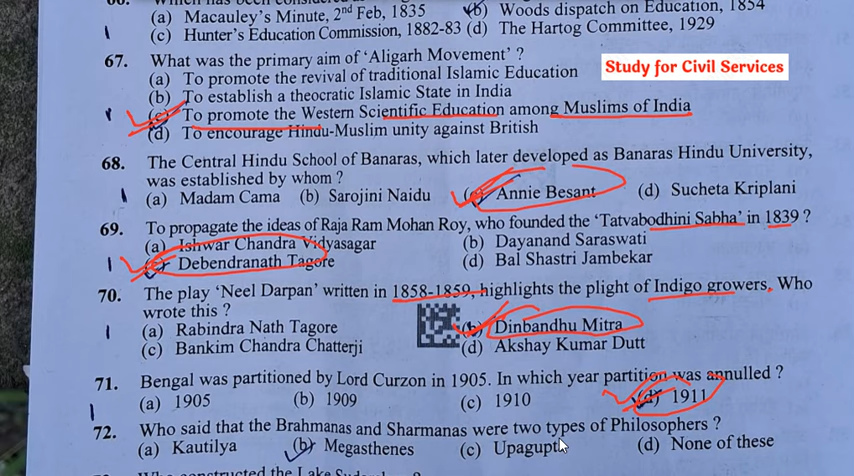 (a) Macauley's Minute, 2nd Feb, 1835 (b) Woods dispatch on Education, 1854
(c) Hunter's Education Commission, 1882-83 (d) The Hartog Committee, 1929
67. What was the primary aim of 'Aligarh Movement' ?
Study for Civil Services
(a) To promote the revival of traditional Islamic Education
(b) To establish a theocratic Islamic State in India
(c) To promote the Western Scientific Education among Muslims of India
(d) To encourage Hindu-Muslim unity against British
68. The Central Hindu School of Banaras, which later developed as Banaras Hindu University,
was established by whom ?
(a) Madam Cama (b) Sarojini Naidu (c) Annie Besant (d) Sucheta Kriplani
69. To propagate the ideas of Raja Ram Mohan Roy, who founded the 'Tatvabodhini Sabha' in 1839 ?
(a) Ishwar Chandra Vidyasagar (b) Dayanand Saraswati
(c) Debendranath Tagore (d) Bal Shastri Jambekar
70. The play 'Neel Darpan' written in 1858-1859, highlights the plight of Indigo growers. Who
wrote this ?
(a) Rabindra Nath Tagore (b) Dinbandhu Mitra
(c) Bankim Chandra Chatterji (d) Akshay Kumar Dutt
71. Bengal was partitioned by Lord Curzon in 1905. In which year partition was annulled ?
(a) 1905 (b) 1909 (c) 1910 (d) 1911
72. Who said that the Brahmanas and Sharmanas were two types of Philosophers ?
(a) Kautilya (b) Megasthenes (c) Upagupt (d) None of these